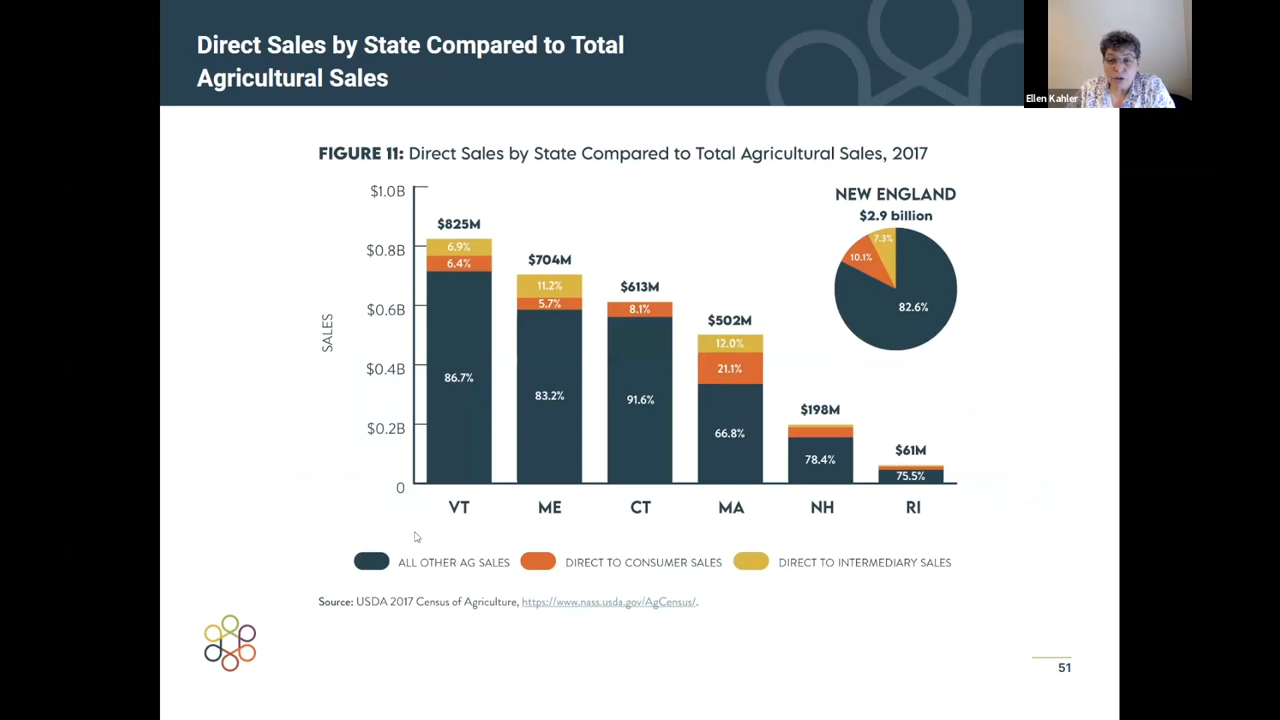 Direct Sales by State Compared to Total
Agricultural Sales
Ellen Kahler
FIGURE 11: Direct Sales by State Compared to Total Agricultural Sales, 2017
$1.0B
$0.8B
$0.6B
$0.4B
$0.2B
0
SALES
$825M
6.9%
6.4%
86.7%
$704M
11.2%
5.7%
83.2%
$613M
8.1%
91.6%
$502M
12.0%
21.1%
66.8%
$198M
78.4%
$61M
75.5%
VT ME CT MA NH RI
NEW ENGLAND
$2.9 billion
7.3%
10.1%
82.6%
ALL OTHER AG SALES DIRECT TO CONSUMER SALES DIRECT TO INTERMEDIARY SALES
Source: USDA 2017 Census of Agriculture, https://www.nass.usda.gov/AgCensus/.
51